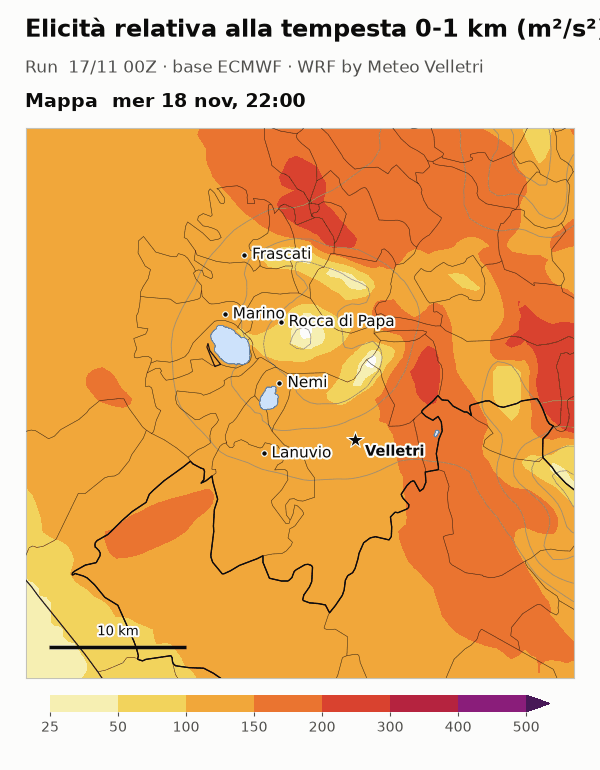 Elicità relativa alla tempesta 0-1 km (m²/s²)
Run 17/11 00Z · base ECMWF · WRF by Meteo Velletri
Mappa mer 18 nov, 22:00
Frascati
Marino
Rocca di Papa
Nemi
Velletri
Lanuvio
10 km
25 50 100 150 200 300 400 500